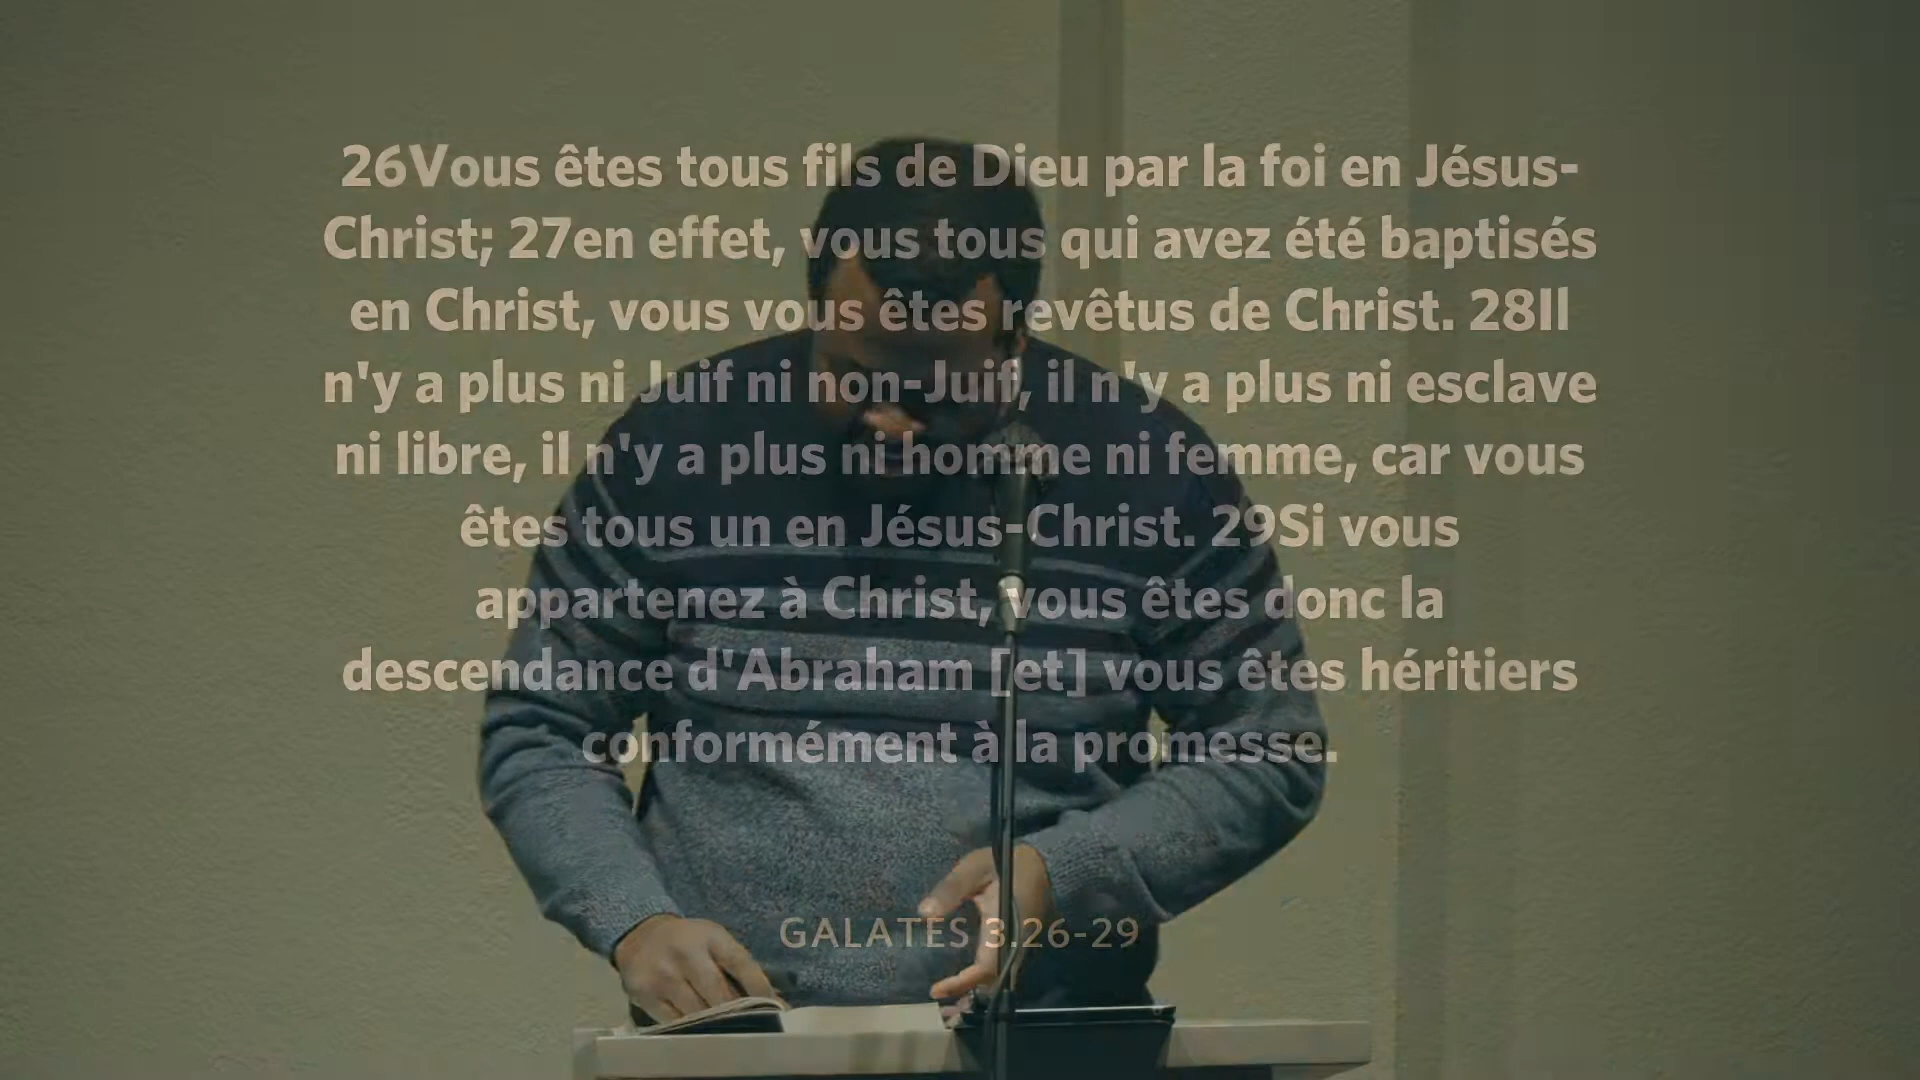 26Vous êtes tous fils de Dieu par la foi en Jésus-
Christ; 27en effet, vous tous qui avez été baptisés
en Christ, vous vous êtes revêtus de Christ. 28Il
n'y a plus ni Juif ni non-Juif, il n'y a plus ni esclave
ni libre, il n'y a plus ni homme ni femme, car vous
êtes tous un en Jésus-Christ. 29Si vous
appartenez à Christ, vous êtes donc la
descendance d'Abraham [et] vous êtes héritiers
conformément à la promesse.
GALATES 3.26-29